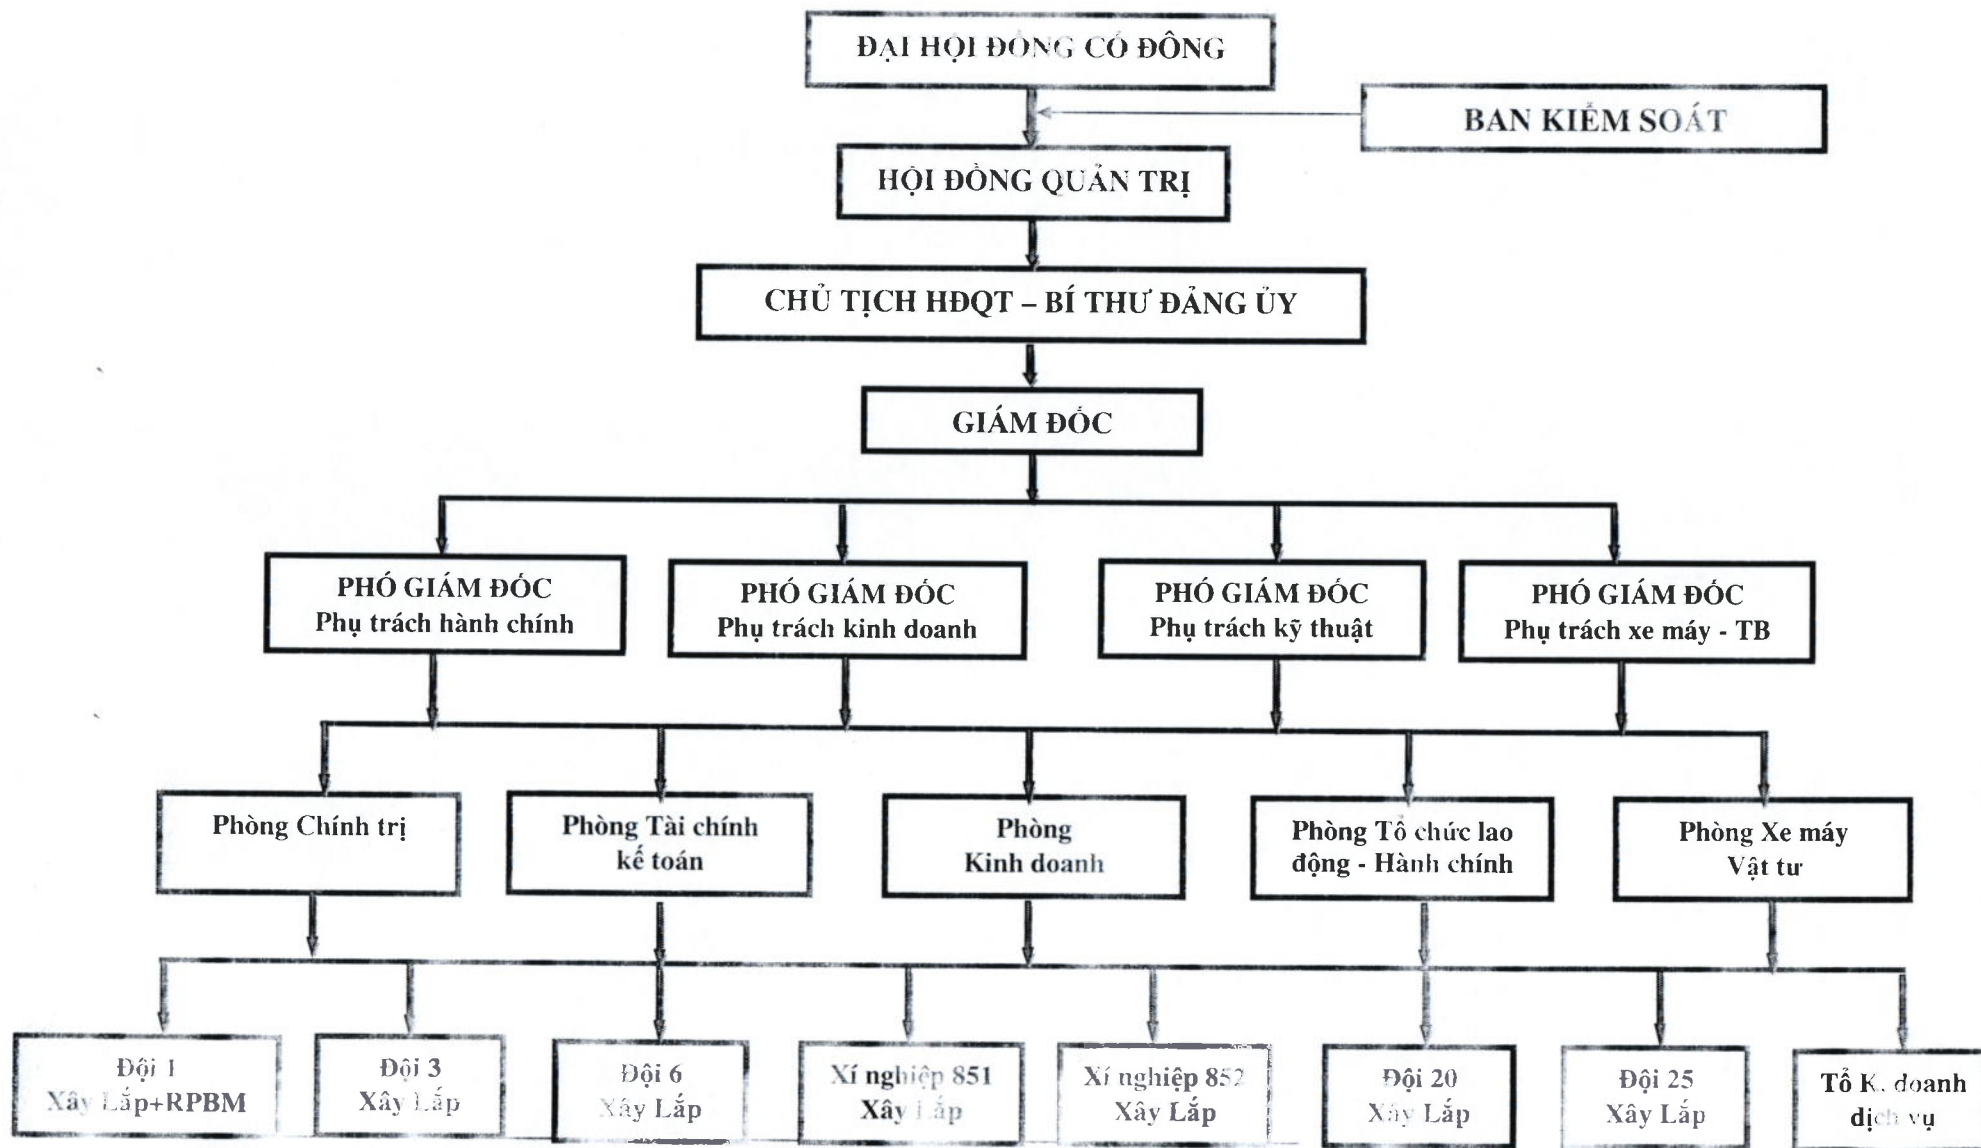 ĐẠI HỘI ĐỒNG CỔ ĐÔNG
BAN KIỂM SOÁT
HỘI ĐỒNG QUẢN TRỊ
CHỦ TỊCH HĐQT – BÍ THƯ ĐẢNG ỦY
GIÁM ĐỐC
PHÓ GIÁM ĐỐC
Phụ trách hành chính
PHÓ GIÁM ĐỐC
Phụ trách kinh doanh
PHÓ GIÁM ĐỐC
Phụ trách kỹ thuật
PHÓ GIÁM ĐỐC
Phụ trách xe máy - TB
Phòng Chính trị
Phòng Tài chính
kế toán
Phòng
Kinh doanh
Phòng Tổ chức lao
động - Hành chính
Phòng Xe máy
Vật tư
Đội 1
Xây Lắp+RPBM
Đội 3
Xây Lắp
Đội 6
Xây Lắp
Xí nghiệp 851
Xây Lắp
Xí nghiệp 852
Xây Lắp
Đội 20
Xây Lắp
Đội 25
Xây Lắp
Tổ K. doanh
dịch vụ